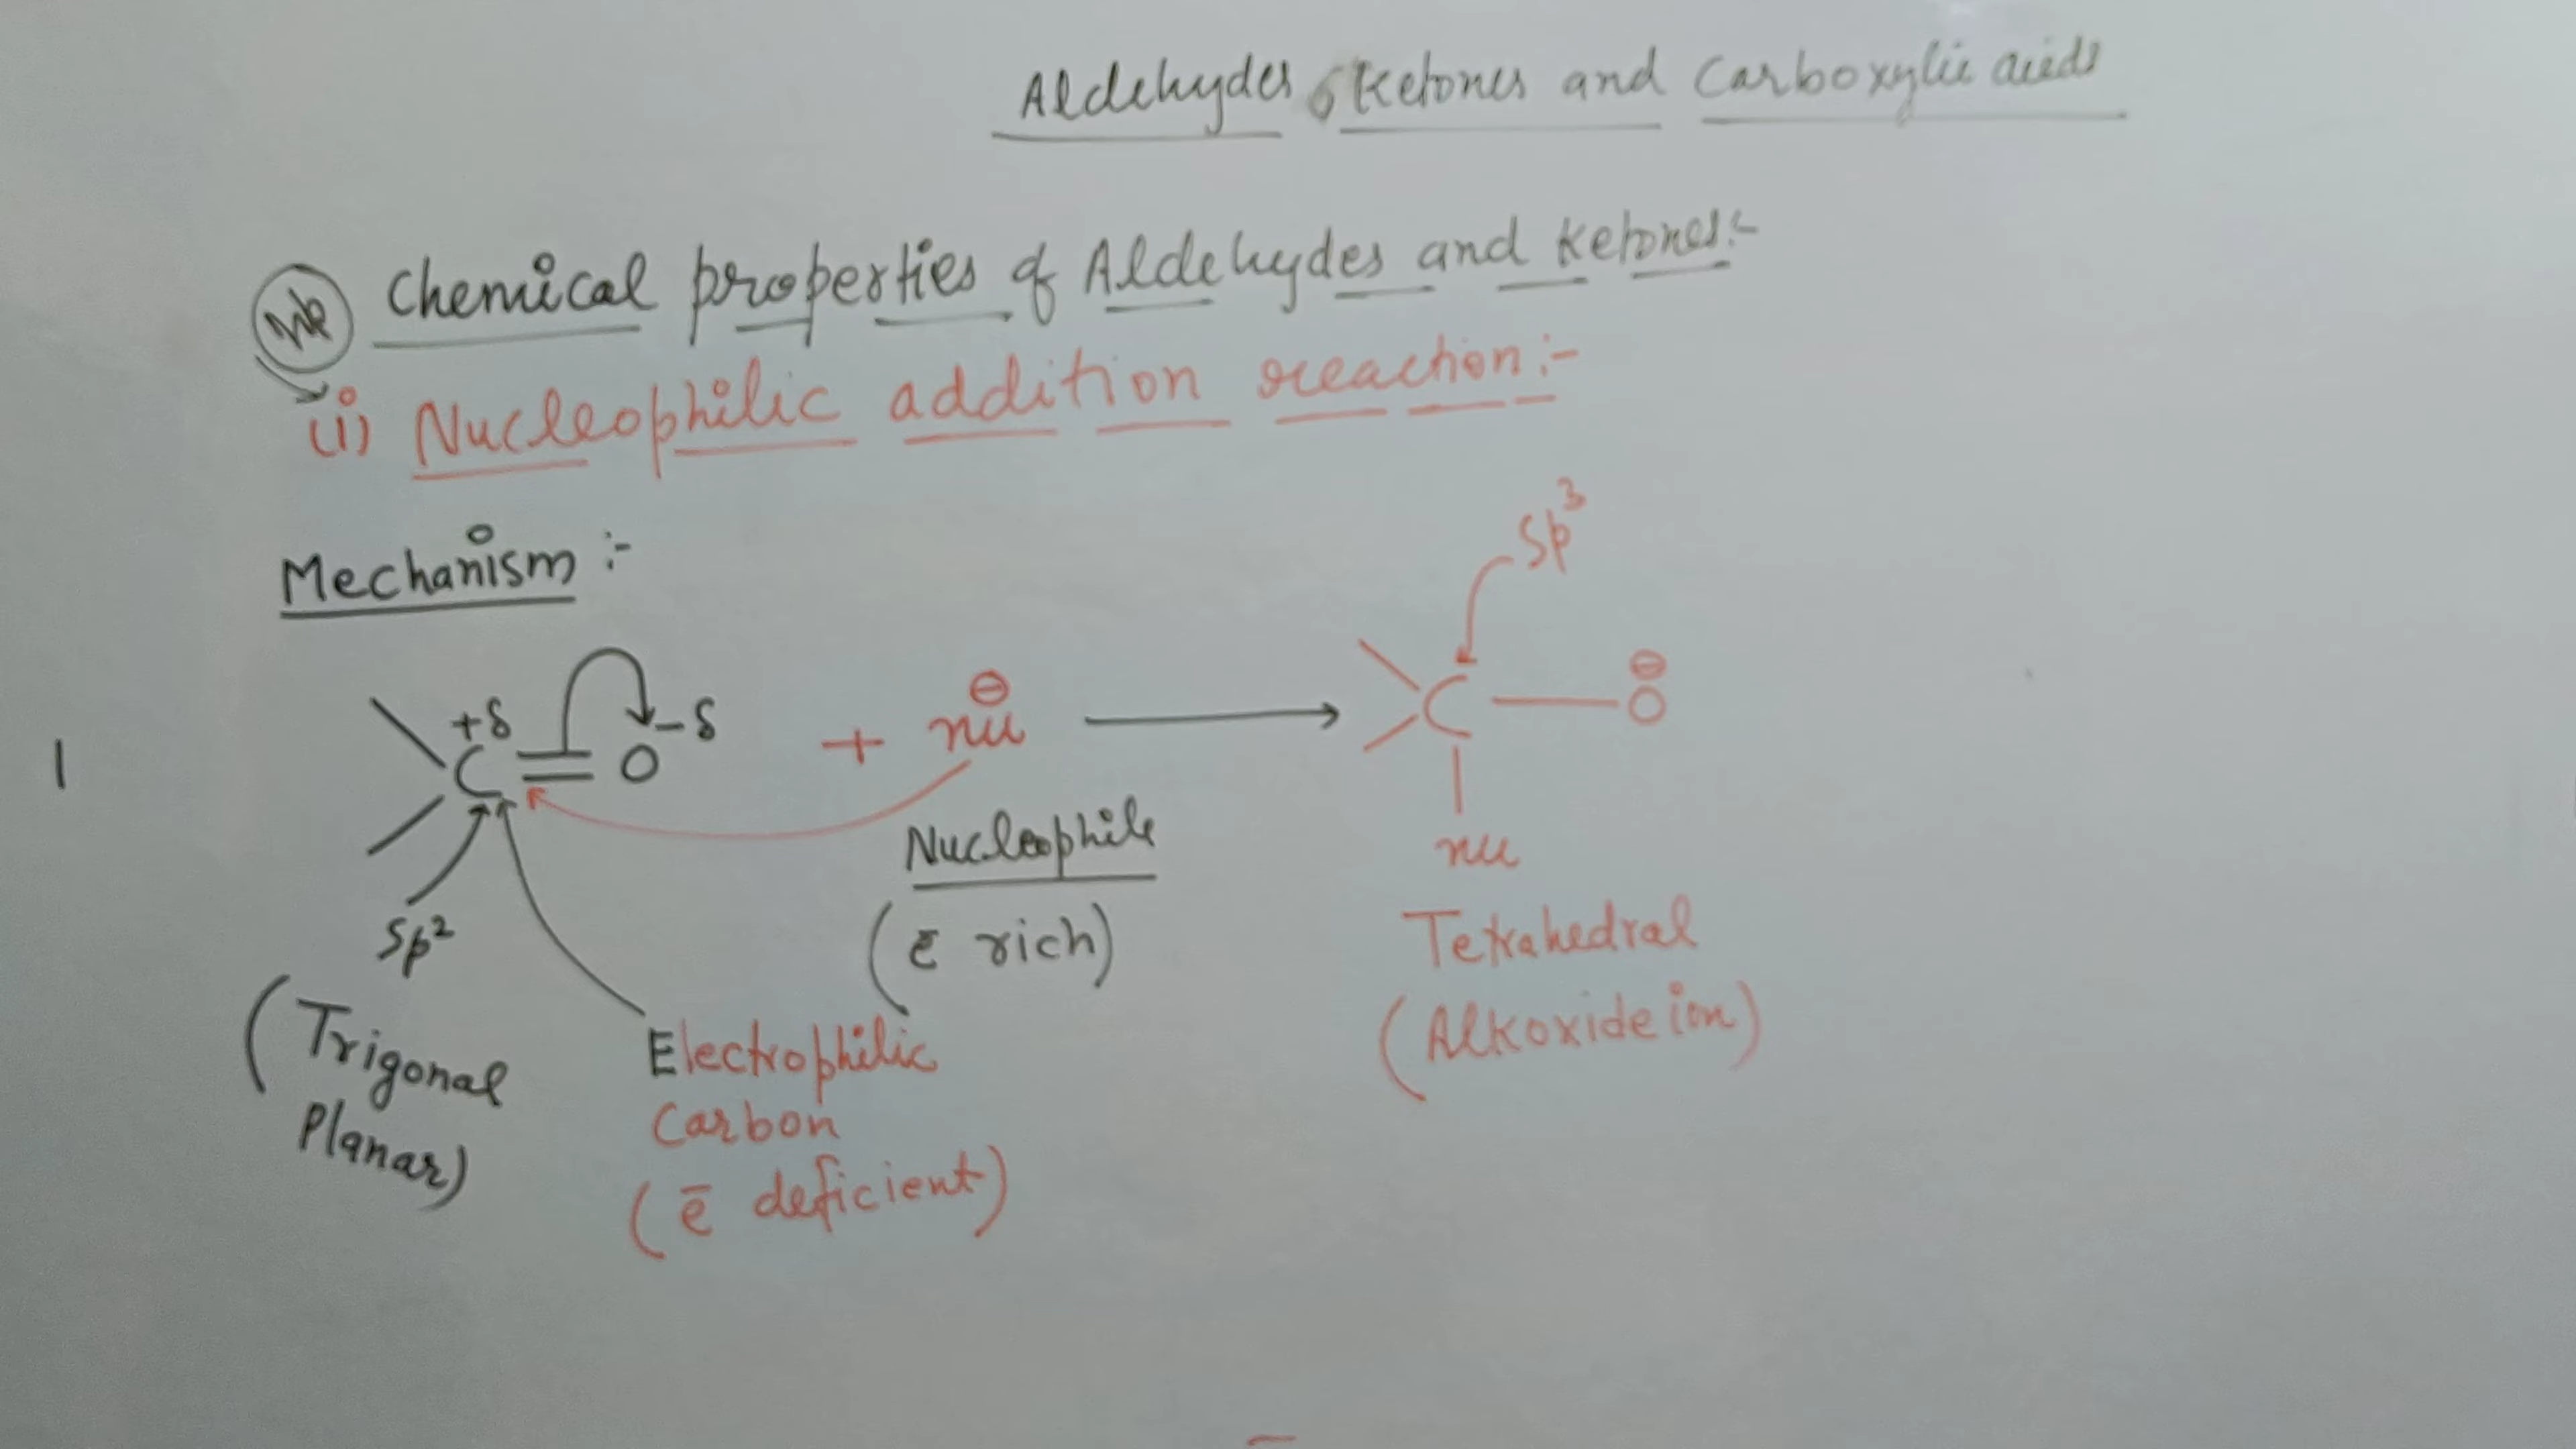 Aldehydes, Ketones and Carboxylic acids
Chemical properties of Aldehydes and Ketones:-
(i) Nucleophilic addition reaction:-
Mechanism :-
sp³
+δ
C = O -δ + nu⊖ → C — O⊖
1
nu
Nucleophile
(ē rich)
sp²
(Trigonal
Planar)
Electrophilic
Carbon
(ē deficient)
Tetrahedral
(Alkoxide ion)